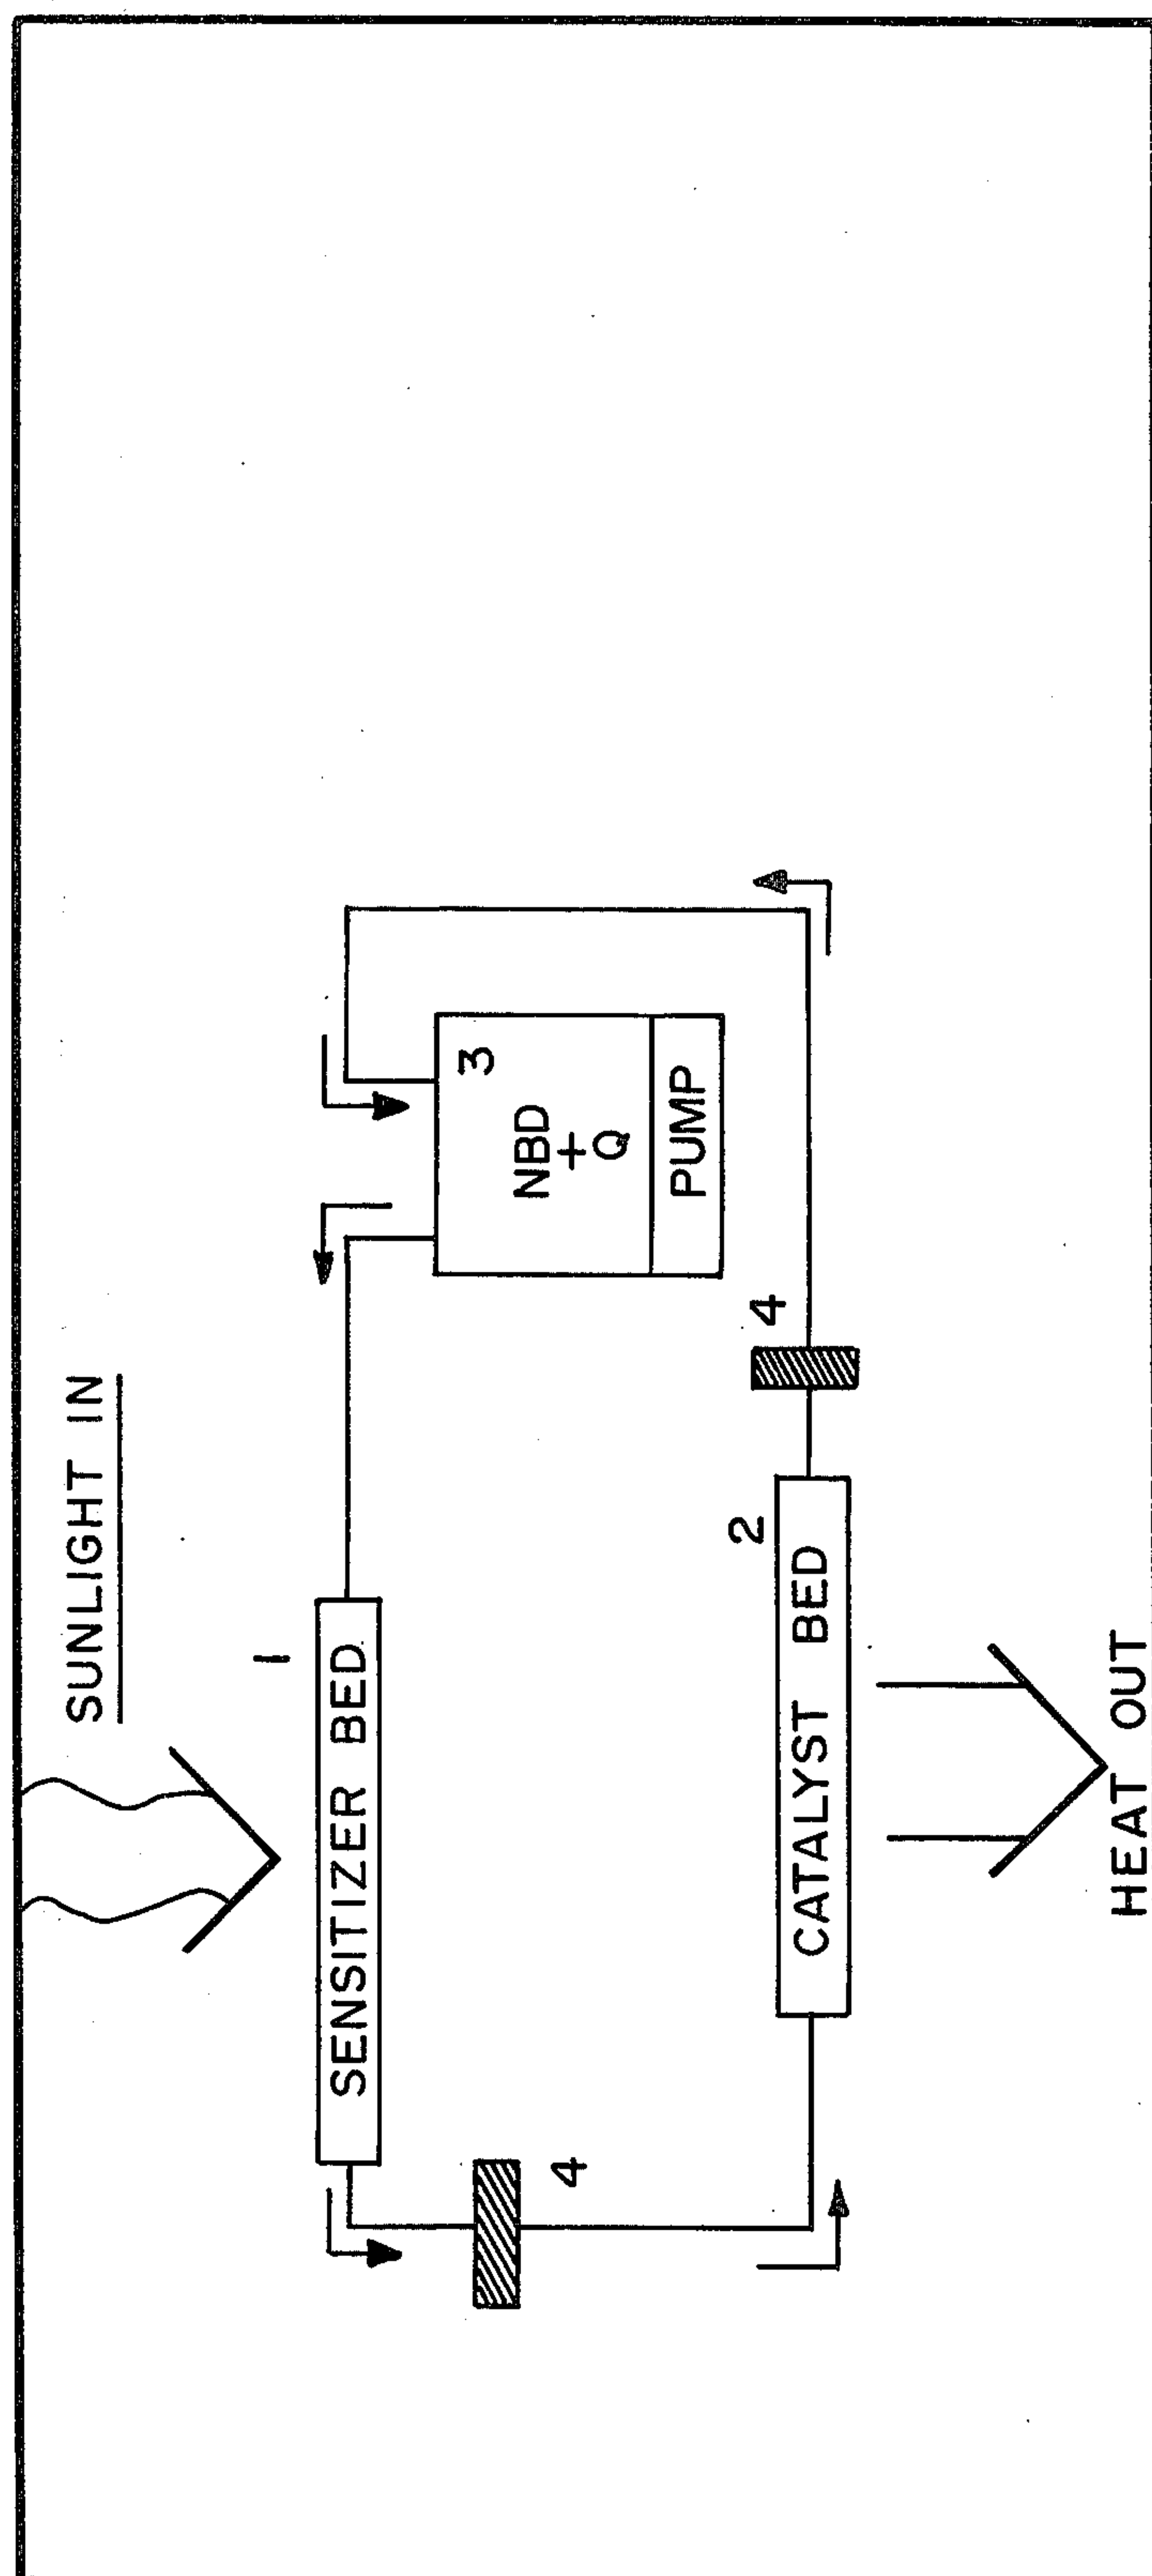 SUNLIGHT IN
1
SENSITIZER BED
4
3
NBD
+
Q
PUMP
4
2
CATALYST BED
HEAT OUT